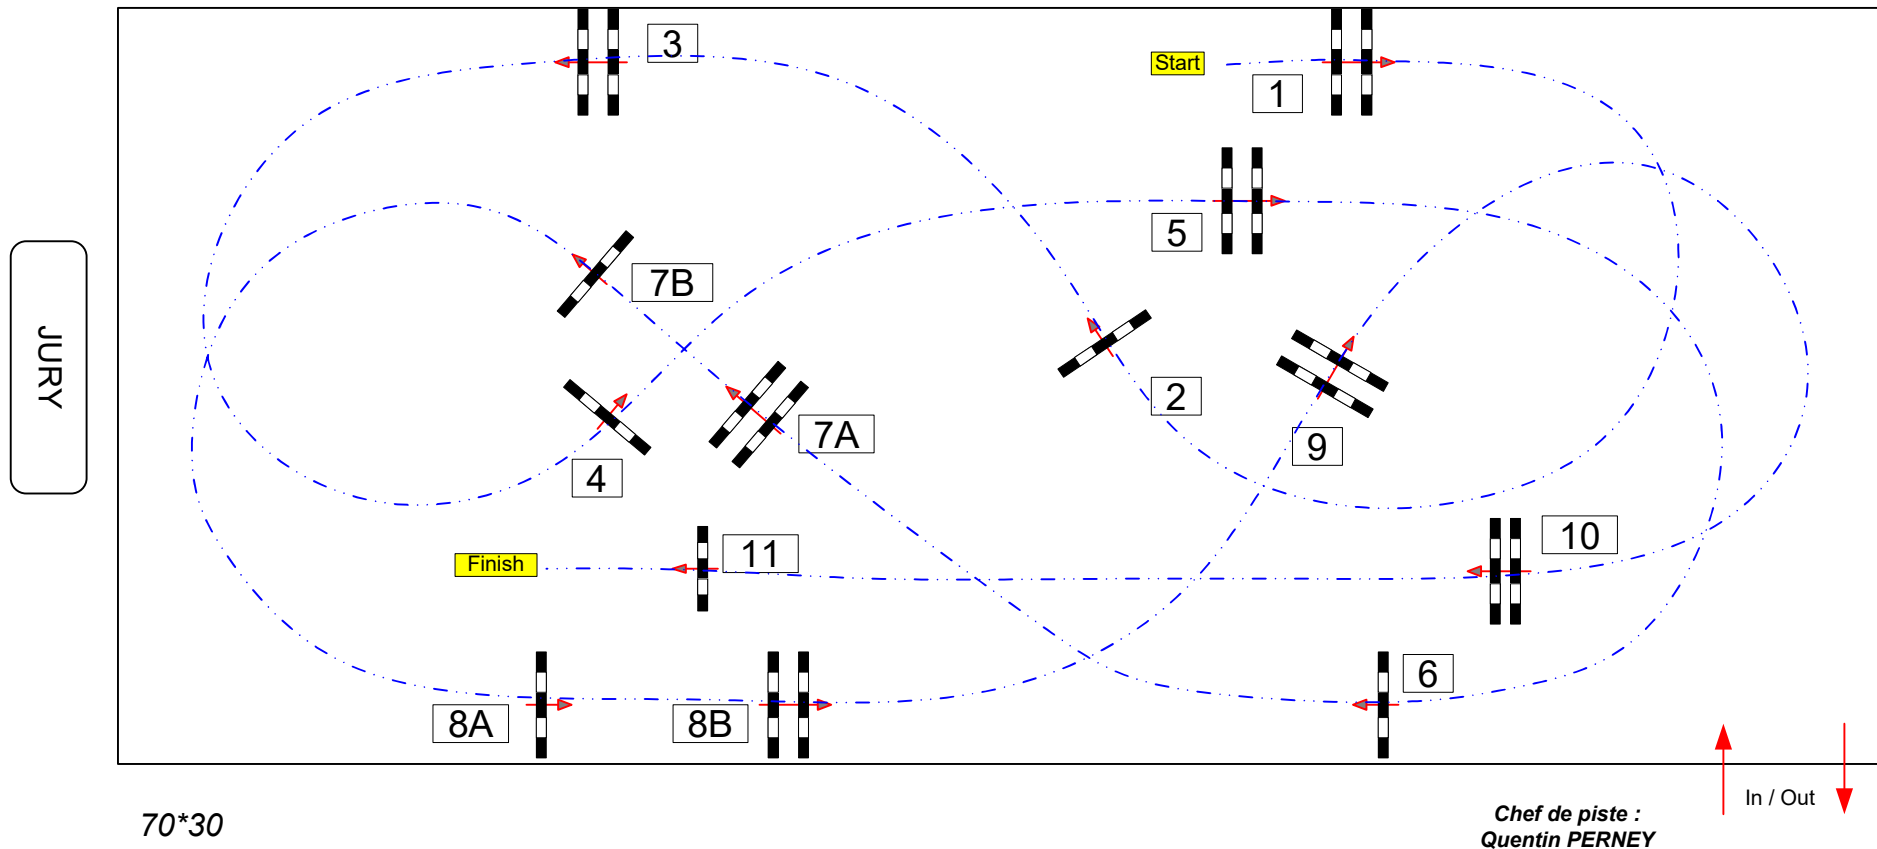 3
Start
1
5
7B
JURY
2
7A
9
4
11
10
Finish
6
8A
8B
In / Out
70*30
Chef de piste :
Quentin PERNEY